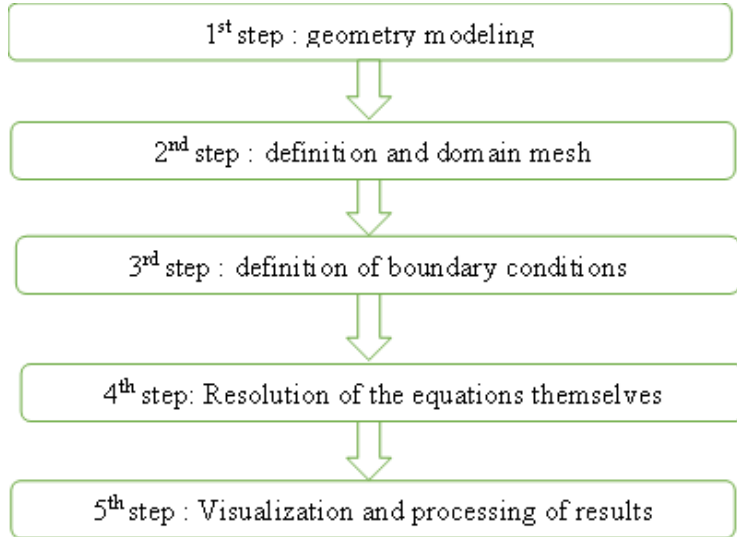 1st step : geometry modeling
2nd step : definition and domain mesh
3rd step : definition of boundary conditions
4th step: Resolution of the equations themselves
5th step : Visualization and processing of results